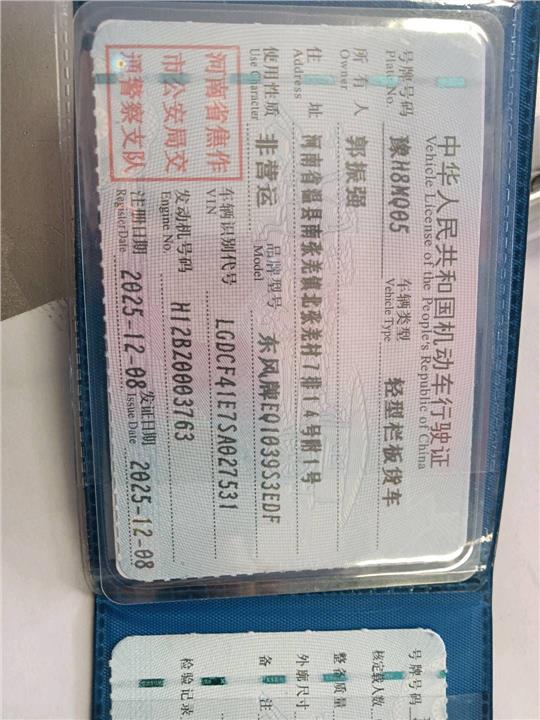 中华人民共和国机动车行驶证
Vehicle License of the People's Republic of China
号牌号码 豫H8MQ05 车辆类型 轻型栏板货车
Plate No. Vehicle Type
所有人 郭振强
Owner
住址 河南省温县南张羌镇北张羌村7排14号附1号
Address
使用性质 非营运 品牌型号 东风牌EQ1039S3EDF
Use Character Model
河南省焦作
市公安局交
通警察支队
车辆识别代号 LGDCF41E7SA027531
VIN
发动机号码 H12BZ0003763
Engine No.
注册日期 2025-12-08 发证日期 2025-12-08
Register Date Issue Date
号牌号码
核定载人数
整备质量
外廓尺寸
备注
检验记录